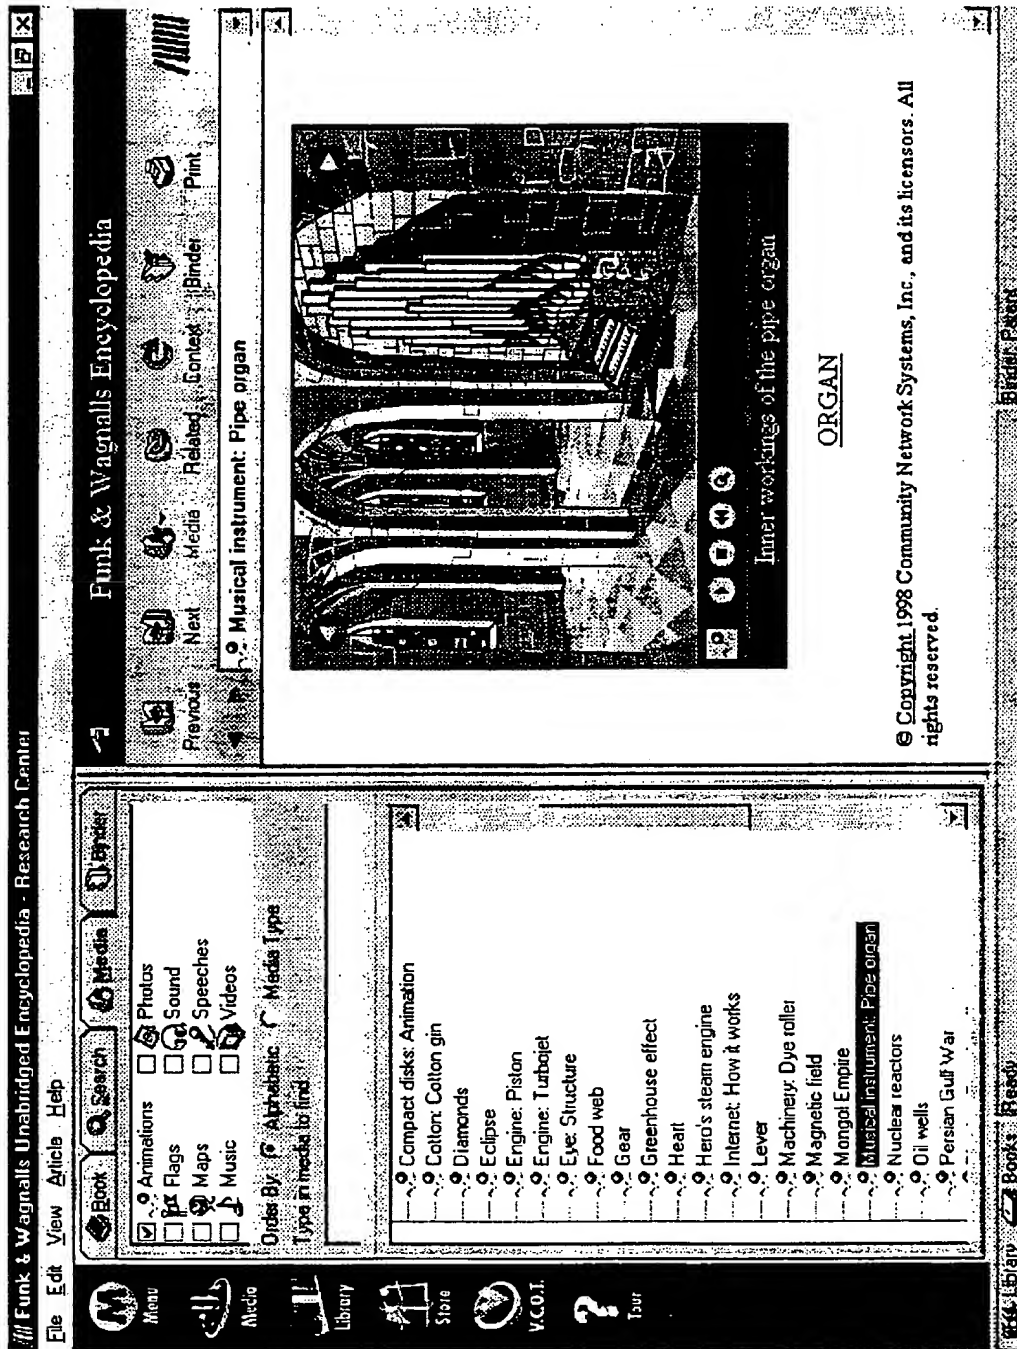 Funk & Wagnalls Unabridged Encyclopedia - Research Center
File Edit View Article Help
Menu
Media
Library
Store
V.C.O.T.
Tour
Book Search Media Binder
Animations Photos
Flags Sound
Maps Speeches
Music Videos
Order By: Alphabetic Media Type
Type in media to find
Compact disks: Animation
Cotton: Cotton gin
Diamonds
Eclipse
Engine: Piston
Engine: Turbojet
Eye: Structure
Food web
Gear
Greenhouse effect
Heart
Hero's steam engine
Internet: How it works
Lever
Machinery: Dye roller
Magnetic field
Mongol Empire
Musical instrument: Pipe organ
Nuclear reactors
Oil wells
Persian Gulf War
Funk & Wagnalls Encyclopedia
Previous Next Media Related Context Binder Print
Musical instrument: Pipe organ
Inner workings of the pipe organ
ORGAN
© Copyright 1998 Community Network Systems, Inc., and its licensors. All
rights reserved.
Library Books Ready Binder: Patent